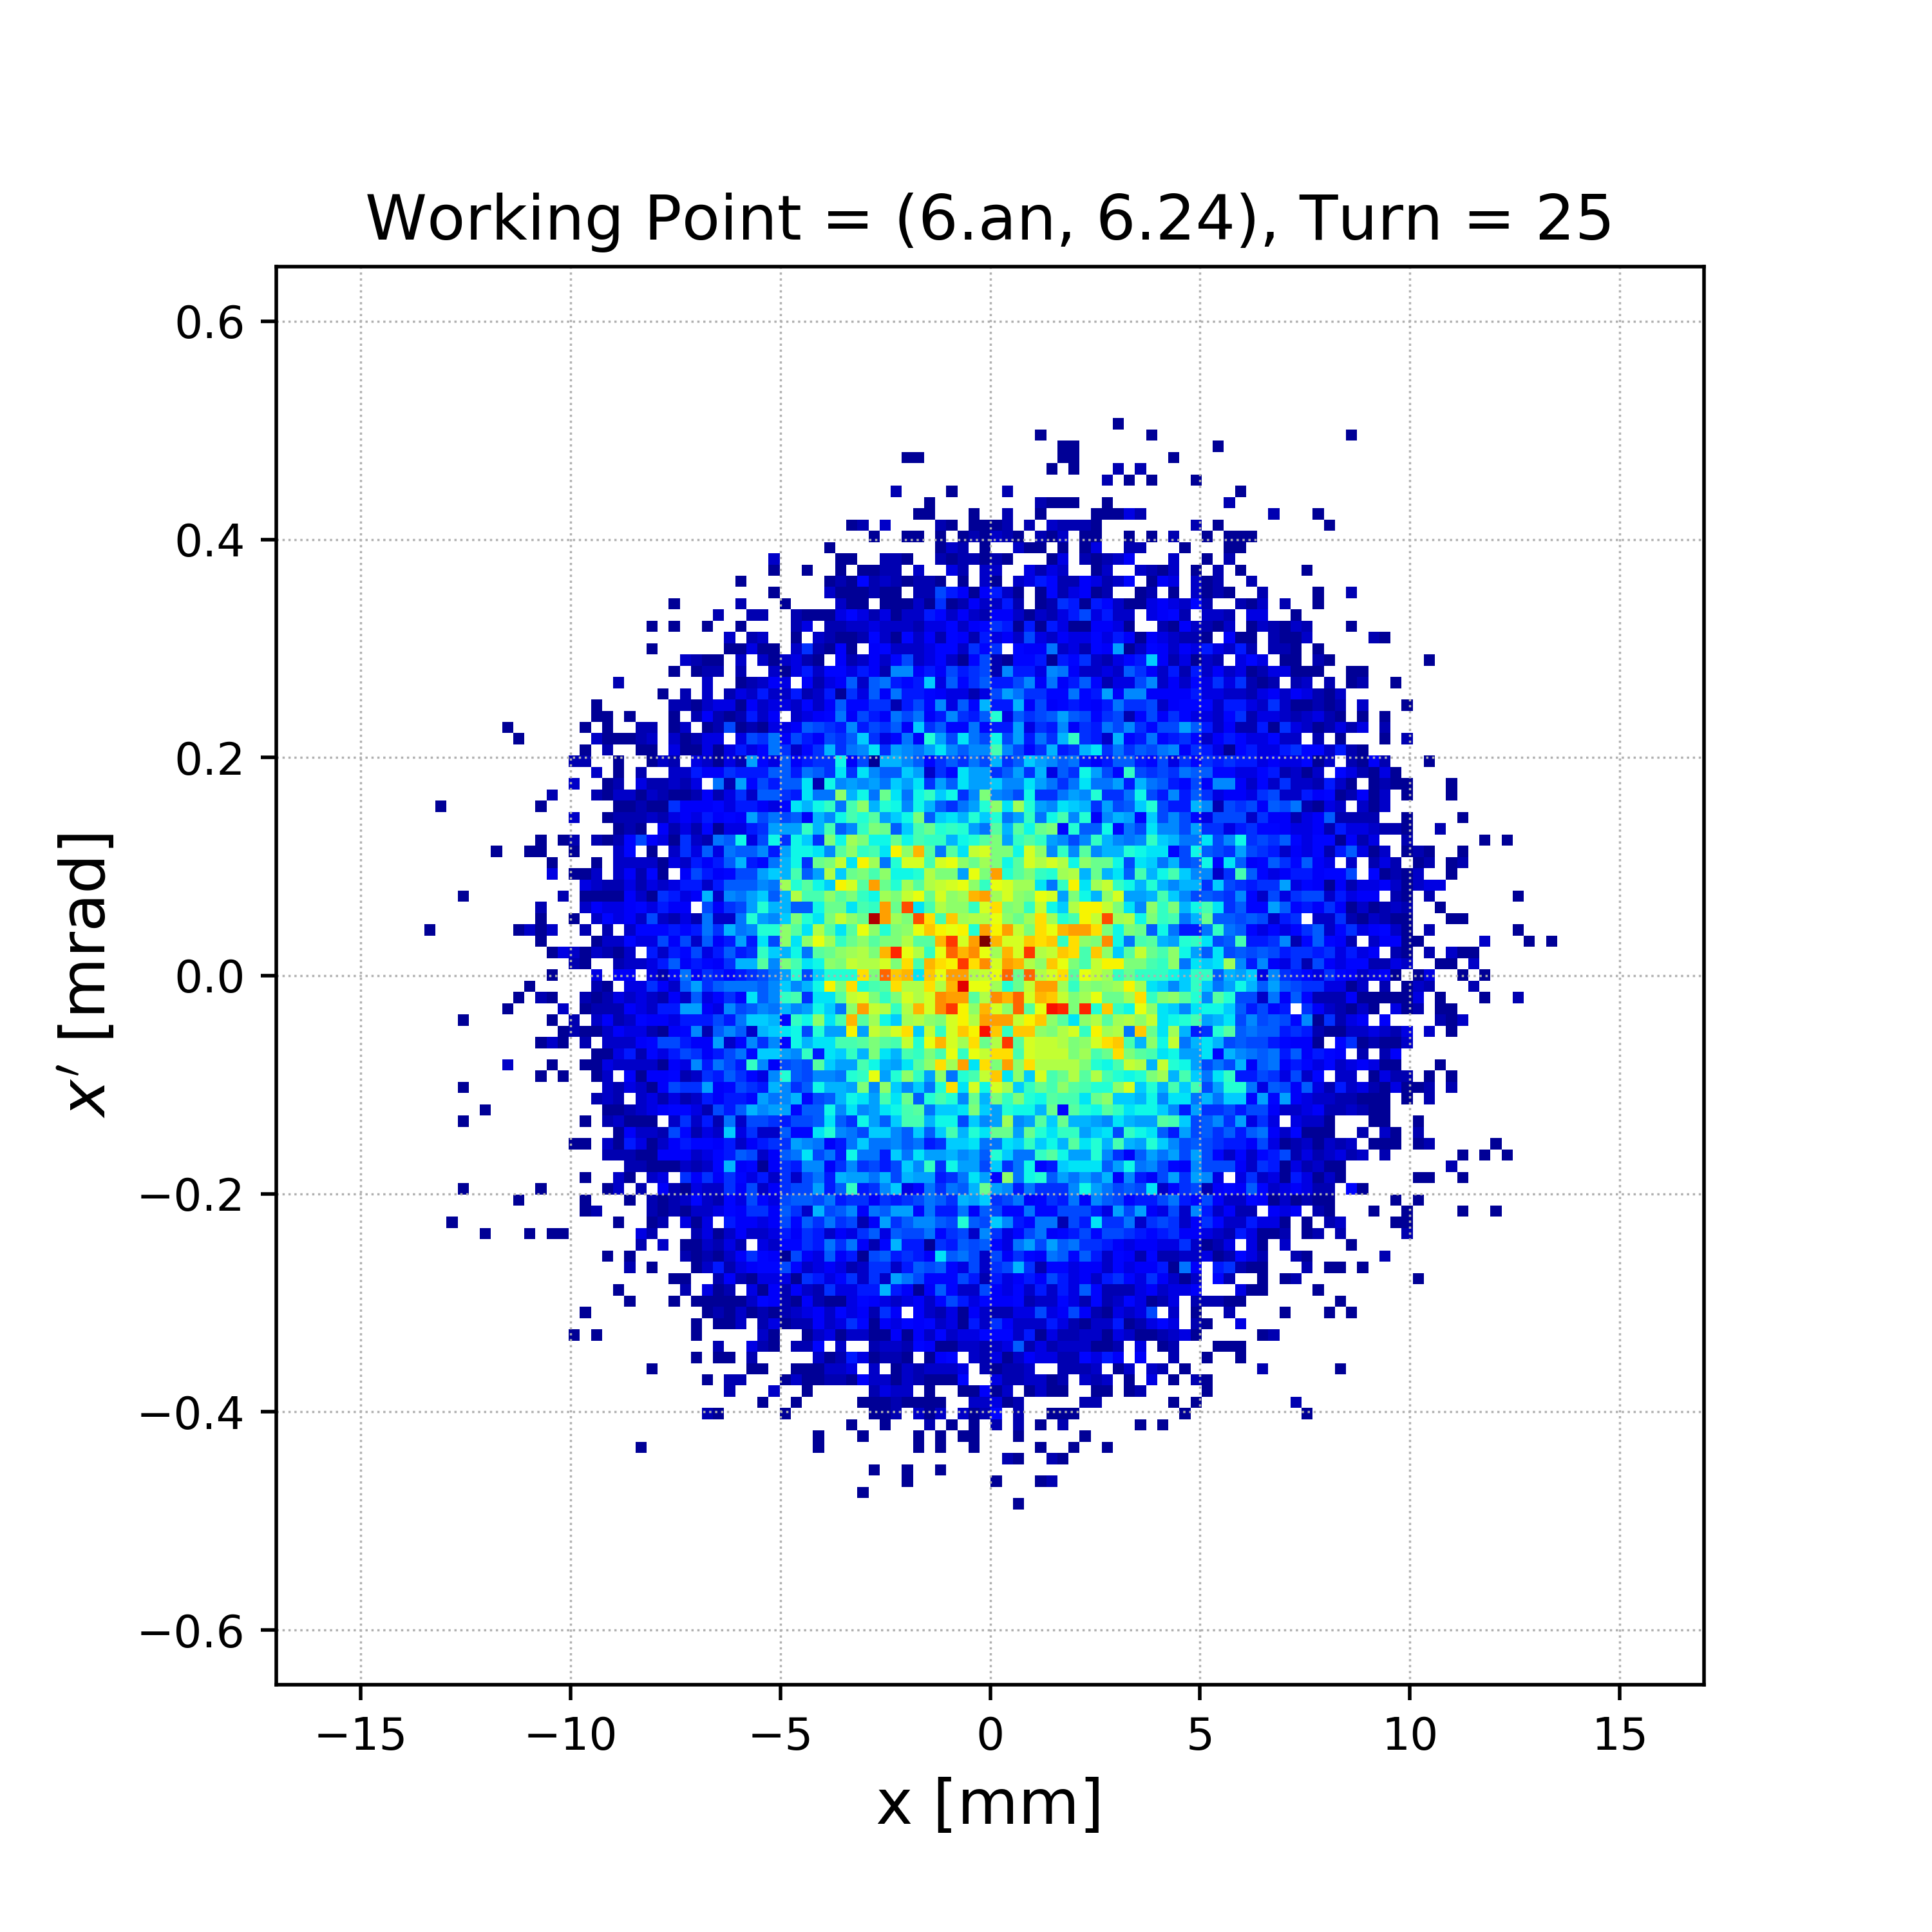 Working Point = (6.an, 6.24), Turn = 25
0.6
0.4
0.2
0.0
−0.2
−0.4
−0.6
x′ [mrad]
−15 −10 −5 0 5 10 15
x [mm]